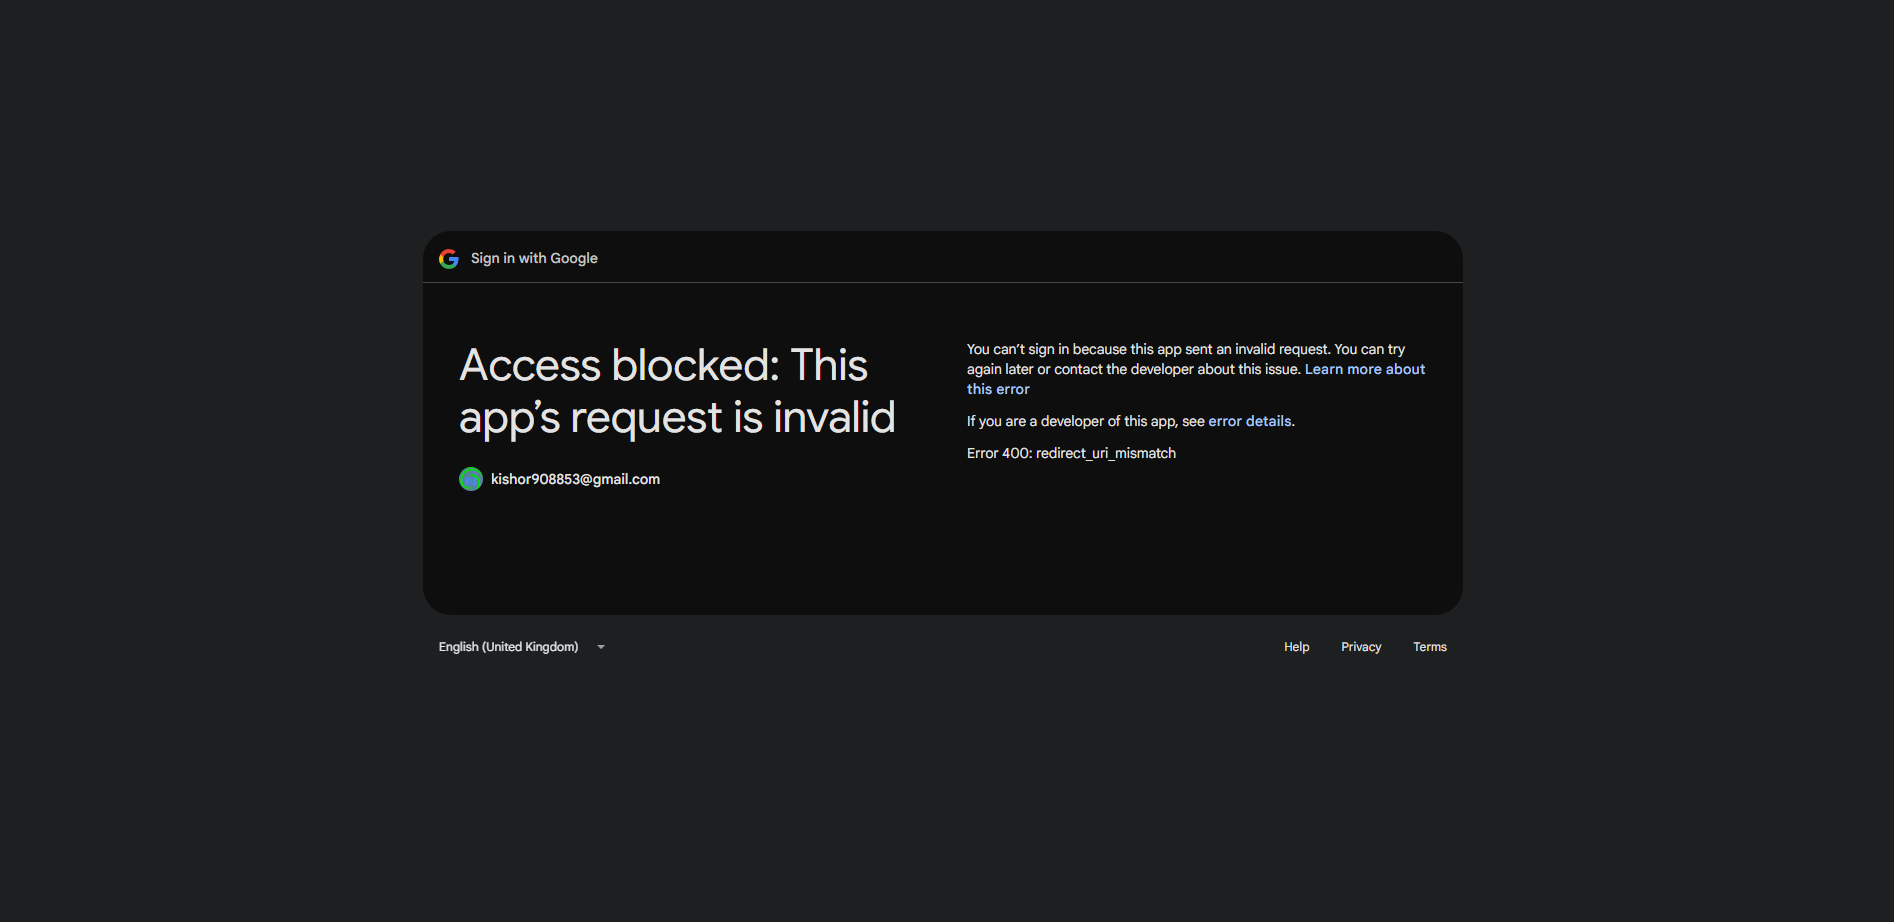 Sign in with Google
Access blocked: This
app’s request is invalid
kishor908853@gmail.com
You can’t sign in because this app sent an invalid request. You can try
again later or contact the developer about this issue. Learn more about
this error
If you are a developer of this app, see error details.
Error 400: redirect_uri_mismatch
English (United Kingdom)
Help
Privacy
Terms